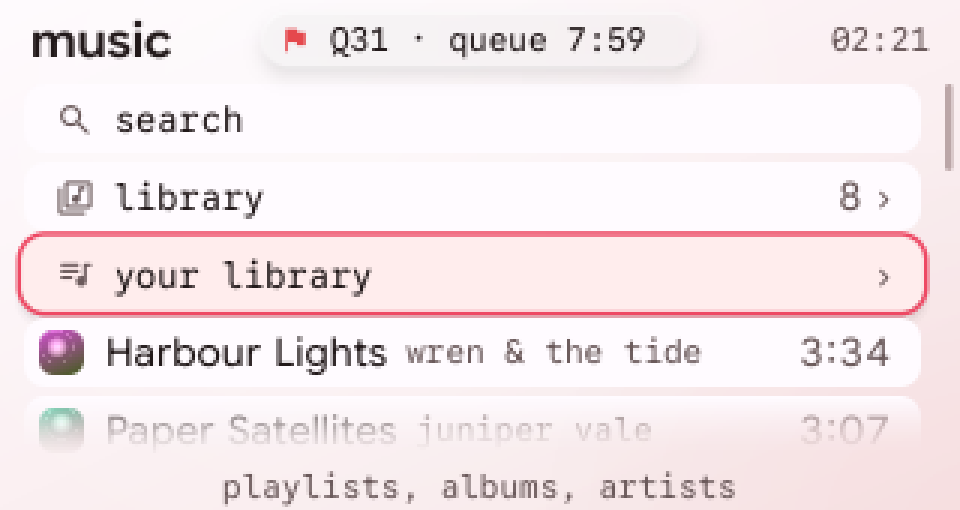 music
Q31 · queue 7:59
02:21
search
library 8 ›
your library ›
Harbour Lights wren & the tide 3:34
Paper Satellites juniper vale 3:07
playlists, albums, artists